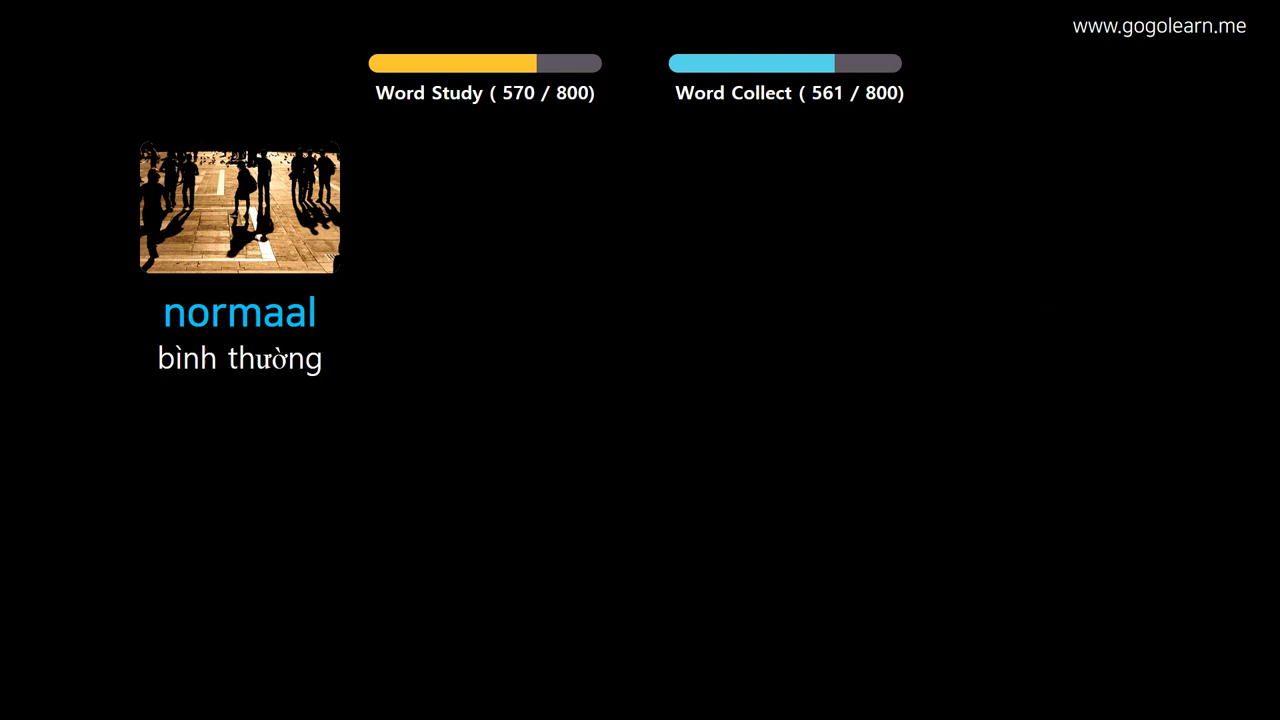 www.gogolearn.me
Word Study ( 570 / 800)
Word Collect ( 561 / 800)
normaal
bình thường